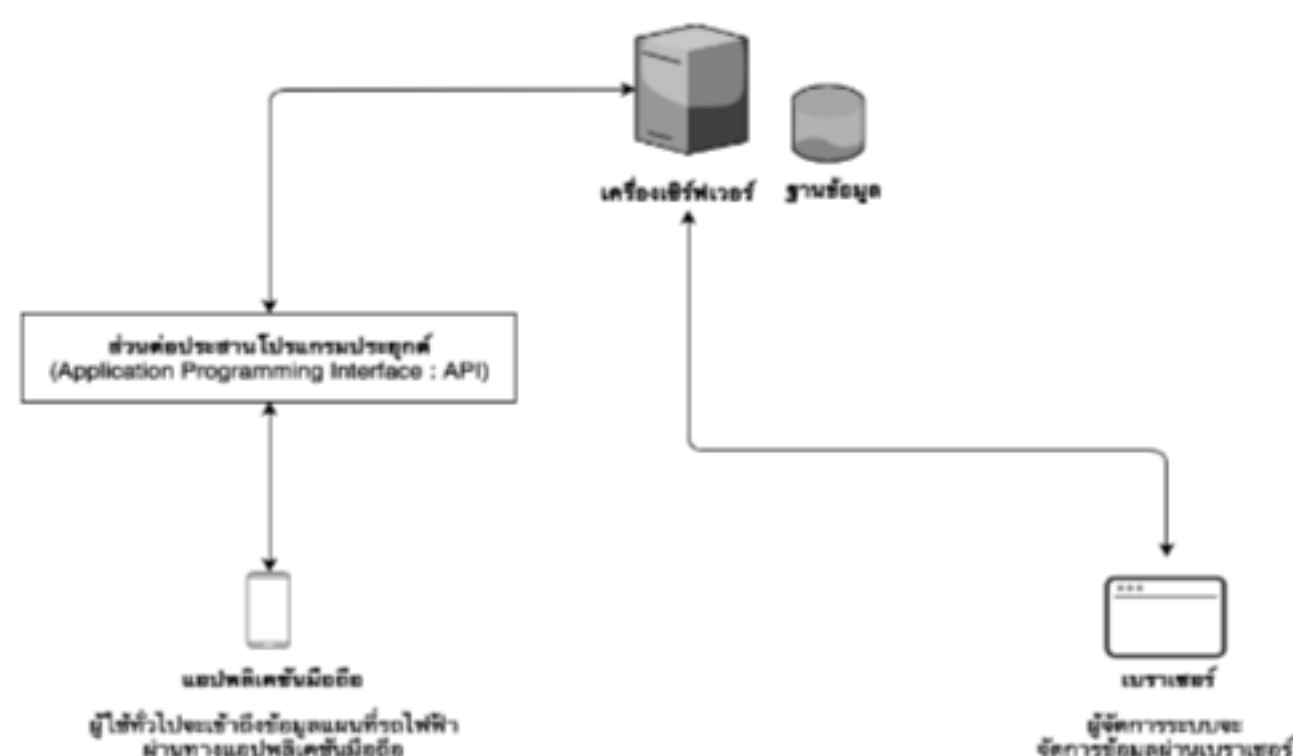 เครื่องเซิร์ฟเวอร์
ฐานข้อมูล
ส่วนต่อประสานโปรแกรมประยุกต์
(Application Programming Interface : API)
แอปพลิเคชันมือถือ
ผู้ใช้ทั่วไปจะเข้าถึงข้อมูลแผนที่รถไฟฟ้า
ผ่านทางแอปพลิเคชันมือถือ
เบราเซอร์
ผู้จัดการระบบจะ
จัดการข้อมูลผ่านเบราเซอร์